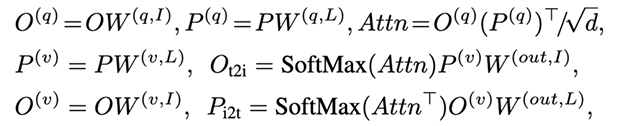 O^{(q)}=OW^{(q,I)}, P^{(q)}=PW^{(q,L)}, Attn=O^{(q)}(P^{(q)})^⊤/√d,
P^{(v)} = PW^{(v,L)}, O_{t2i} = SoftMax(Attn)P^{(v)}W^{(out,I)},
O^{(v)} = OW^{(v,I)}, P_{i2t} = SoftMax(Attn^⊤)O^{(v)}W^{(out,L)},